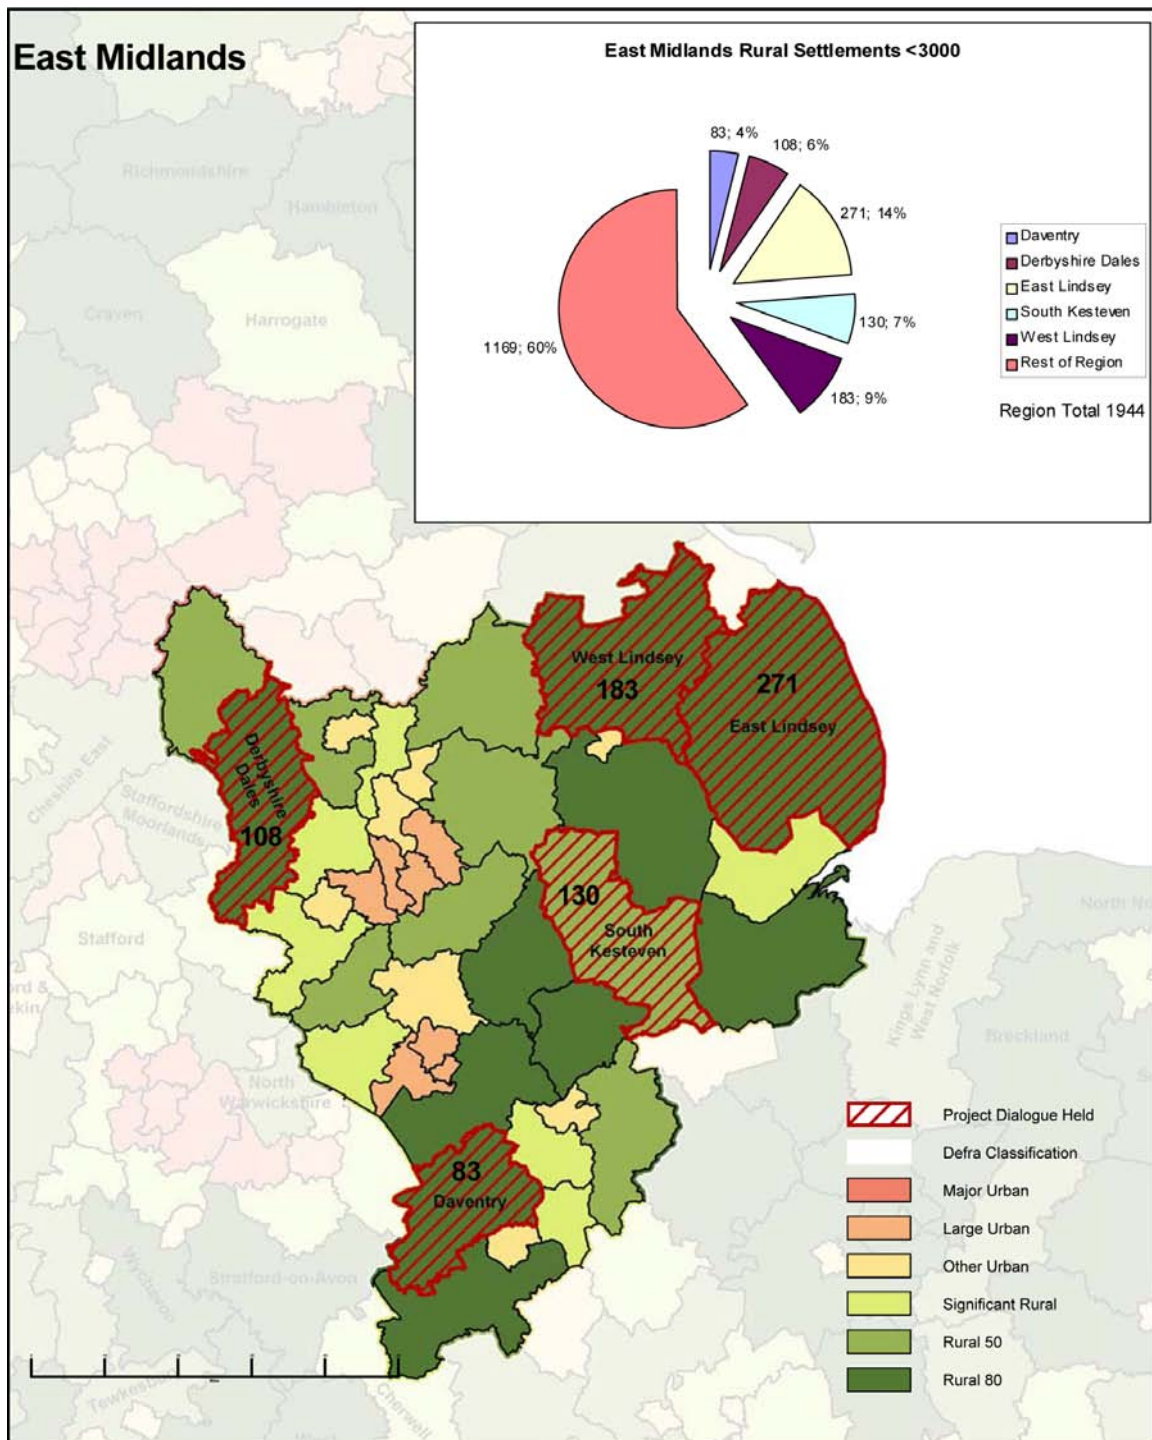 East Midlands
East Midlands Rural Settlements <3000
83; 4%
108; 6%
271; 14%
130; 7%
183; 9%
1169; 60%
Daventry
Derbyshire Dales
East Lindsey
South Kesteven
West Lindsey
Rest of Region
Region Total 1944
Richmondshire
Hambleton
Craven
Harrogate
West Lindsey
183
271
East Lindsey
Derbyshire
Dales
108
Cheshire East
Staffordshire
Moorlands
130
South
Kesteven
Stafford
North No
Kings Lynn and
West Norfolk
Breckland
North
Warwickshire
83
Daventry
Wychavon
Stratford-on-Avon
Cherwell
Project Dialogue Held
Defra Classification
Major Urban
Large Urban
Other Urban
Significant Rural
Rural 50
Rural 80